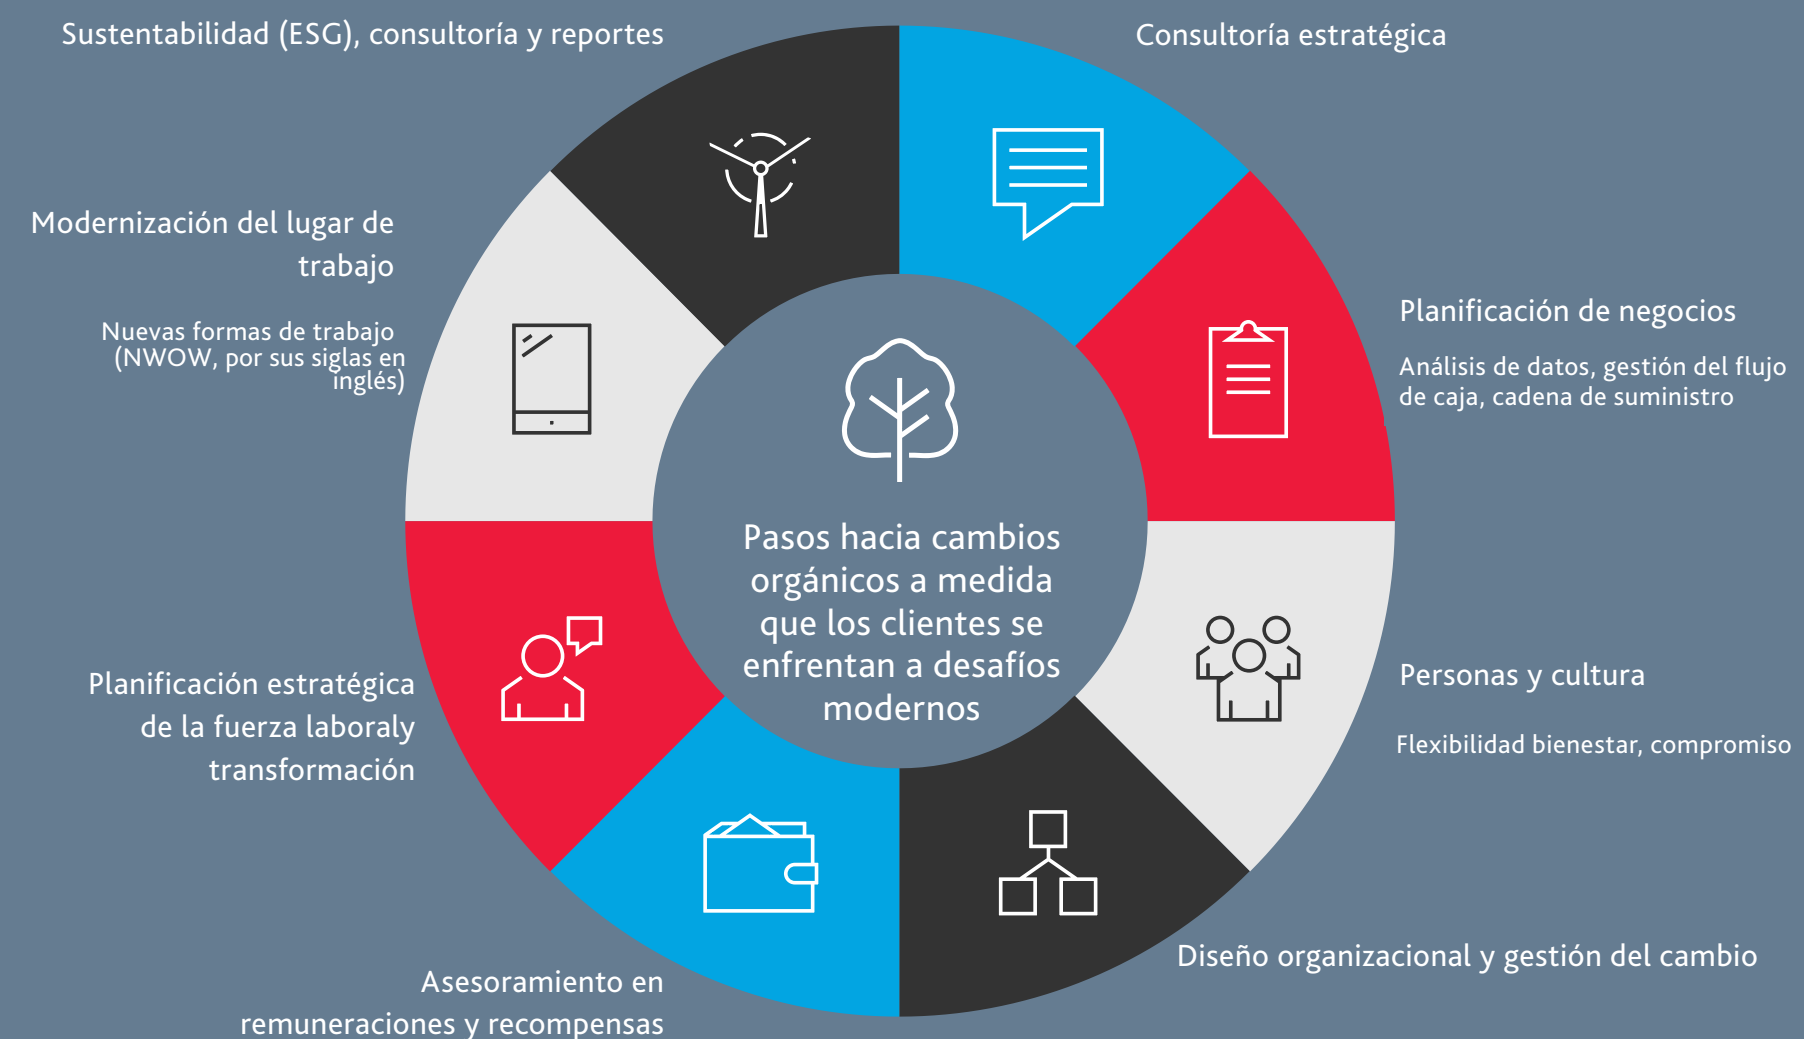 Sustentabilidad (ESG), consultoría y reportes
Consultoría estratégica
Modernización del lugar de
trabajo
Nuevas formas de trabajo
(NWOW, por sus siglas en
inglés)
Planificación de negocios
Análisis de datos, gestión del flujo
de caja, cadena de suministro
Pasos hacia cambios
orgánicos a medida
que los clientes se
enfrentan a desafíos
modernos
Planificación estratégica
de la fuerza laboraly
transformación
Personas y cultura
Flexibilidad bienestar, compromiso
Asesoramiento en
remuneraciones y recompensas
Diseño organizacional y gestión del cambio